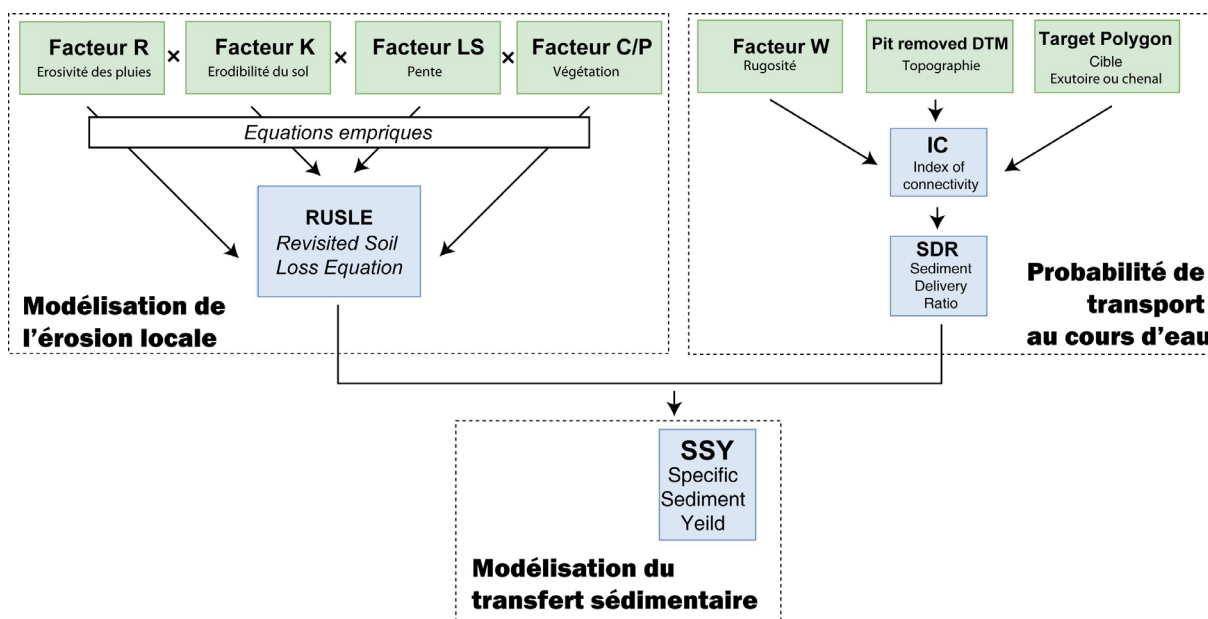 Facteur R
Erosivité des pluies
×
Facteur K
Erodibilité du sol
×
Facteur LS
Pente
×
Facteur C/P
Végétation
Equations empriques
RUSLE
Revisited Soil
Loss Equation
Modélisation de
l’érosion locale
Facteur W
Rugosité
Pit removed DTM
Topographie
Target Polygon
Cible
Exutoire ou chenal
IC
Index of
connectivity
SDR
Sediment
Delivery
Ratio
Probabilité de
transport
au cours d’eau
SSY
Specific
Sediment
Yeild
Modélisation du
transfert sédimentaire